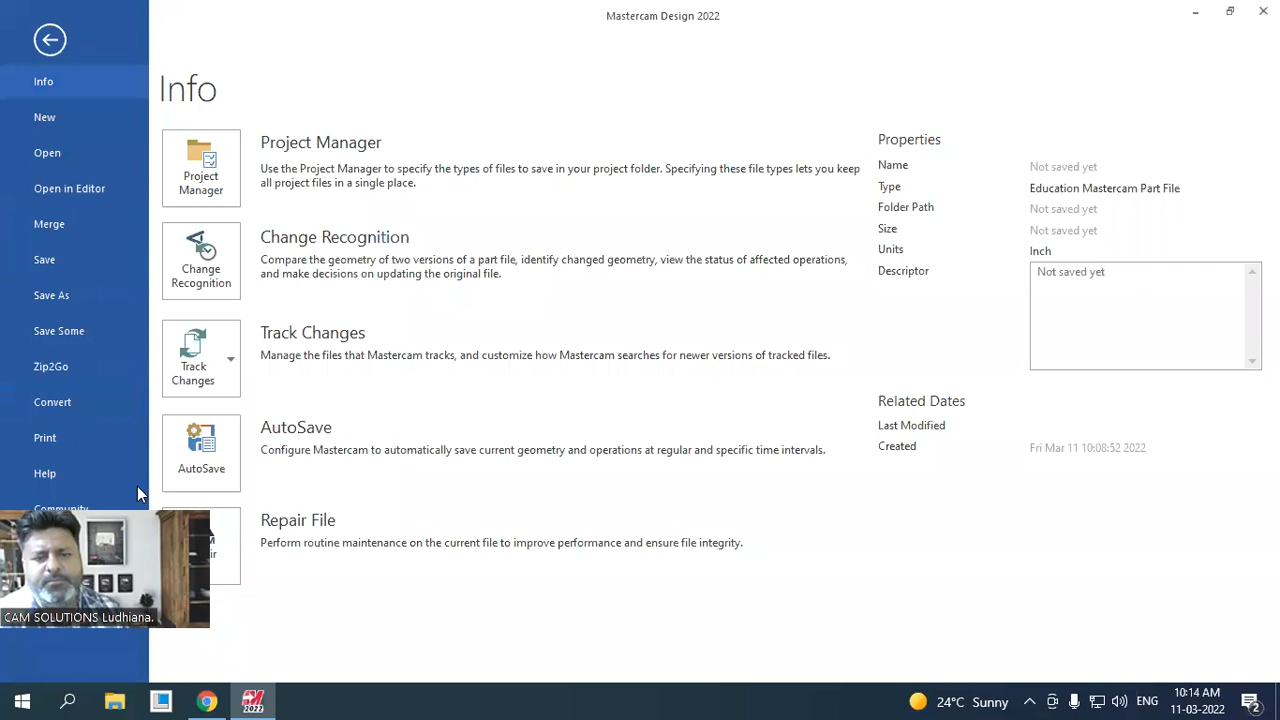 Mastercam Design 2022
Info
New
Open
Open in Editor
Merge
Save
Save As
Save Some
Zip2Go
Convert
Print
Help
Community
Info
Project
Manager
Project Manager
Use the Project Manager to specify the types of files to save in your project folder. Specifying these file types lets you keep
all project files in a single place.
Change
Recognition
Change Recognition
Compare the geometry of two versions of a part file, identify changed geometry, view the status of affected operations,
and make decisions on updating the original file.
Track
Changes
Track Changes
Manage the files that Mastercam tracks, and customize how Mastercam searches for newer versions of tracked files.
AutoSave
AutoSave
Configure Mastercam to automatically save current geometry and operations at regular and specific time intervals.
Repair File
Perform routine maintenance on the current file to improve performance and ensure file integrity.
Properties
Name Not saved yet
Type Education Mastercam Part File
Folder Path Not saved yet
Size Not saved yet
Units Inch
Descriptor Not saved yet
Related Dates
Last Modified
Created Fri Mar 11 10:08:52 2022
CAM SOLUTIONS Ludhiana.
2022
24°C Sunny
ENG
10:14 AM
11-03-2022
2